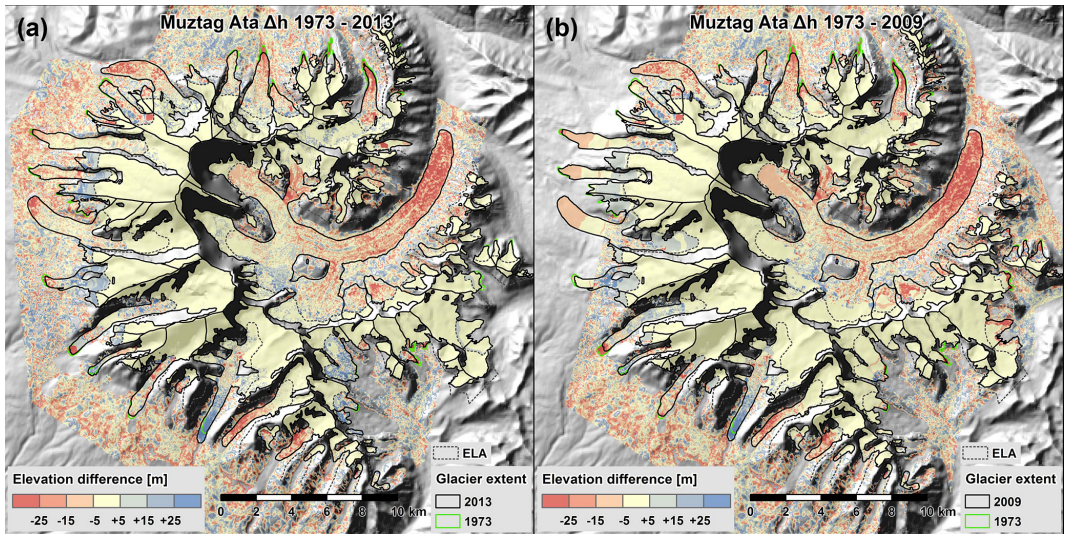 (a)
Muztag Ata Δh 1973 - 2013
ELA
Elevation difference [m]
-25 -15 -5 +5 +15 +25
0 2 4 6 8 10 km
Glacier extent
2013
1973
(b)
Muztag Ata Δh 1973 - 2009
ELA
Elevation difference [m]
-25 -15 -5 +5 +15 +25
0 2 4 6 8 10 km
Glacier extent
2009
1973